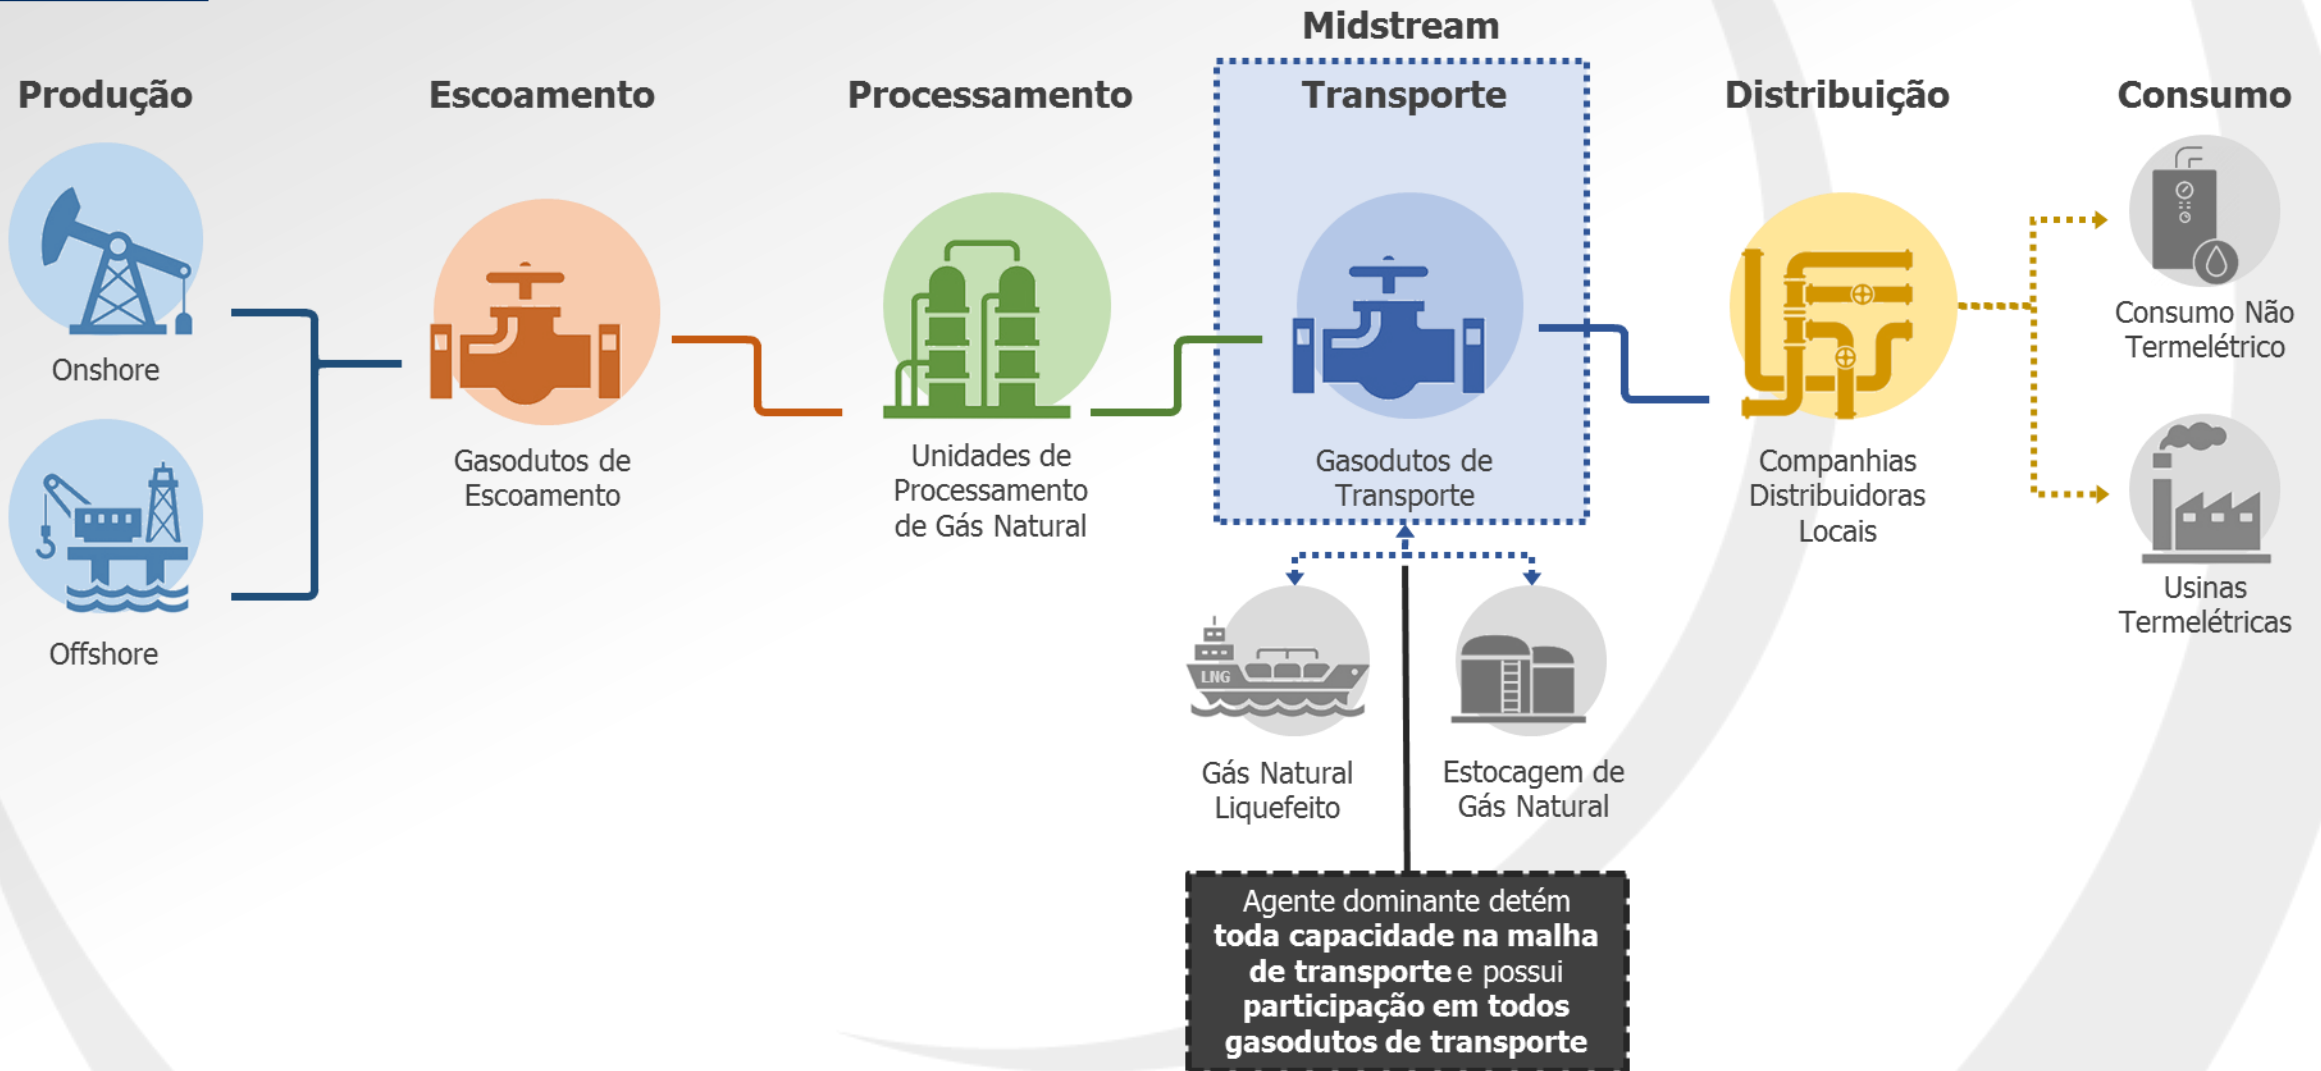 Midstream
Produção
Escoamento
Processamento
Transporte
Distribuição
Consumo
Onshore
Offshore
Gasodutos de
Escoamento
Unidades de
Processamento
de Gás Natural
Gasodutos de
Transporte
Companhias
Distribuidoras
Locais
Consumo Não
Termelétrico
Usinas
Termelétricas
LNG
Gás Natural
Liquefeito
Estocagem de
Gás Natural
Agente dominante detém
toda capacidade na malha
de transporte e possui
participação em todos
gasodutos de transporte